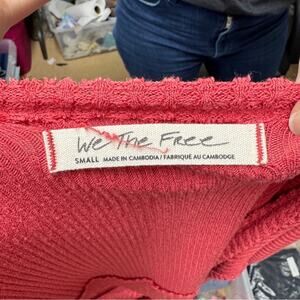 We The Free
SMALL MADE IN CAMBODIA / FABRIQUÉ AU CAMBODGE